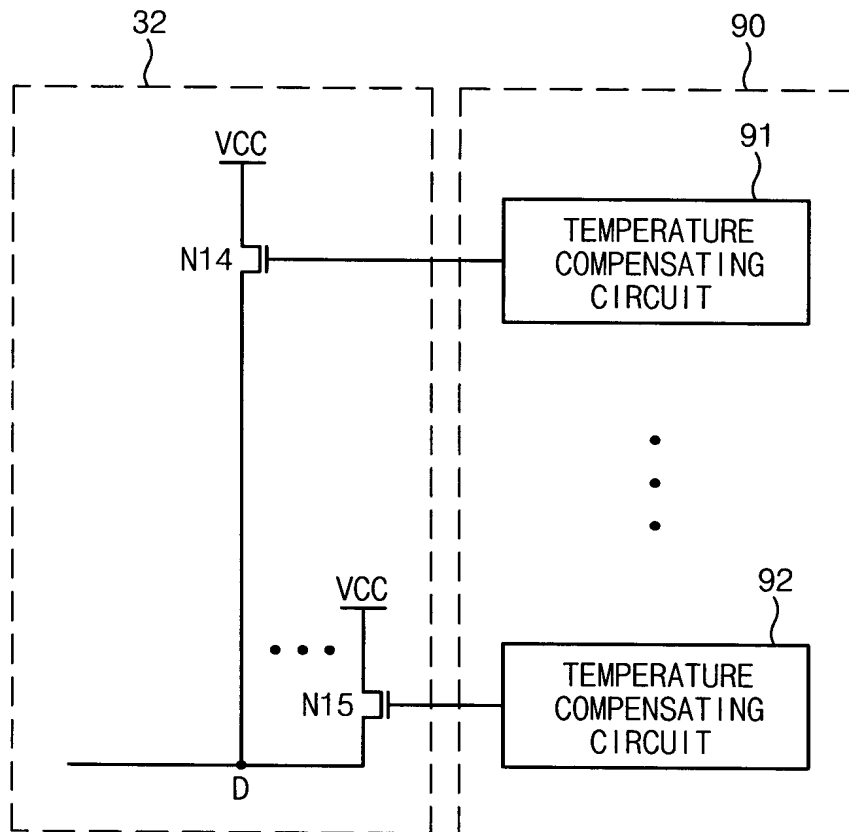 32
90
VCC
91
N14
TEMPERATURE
COMPENSATING
CIRCUIT
VCC
92
N15
TEMPERATURE
COMPENSATING
CIRCUIT
D